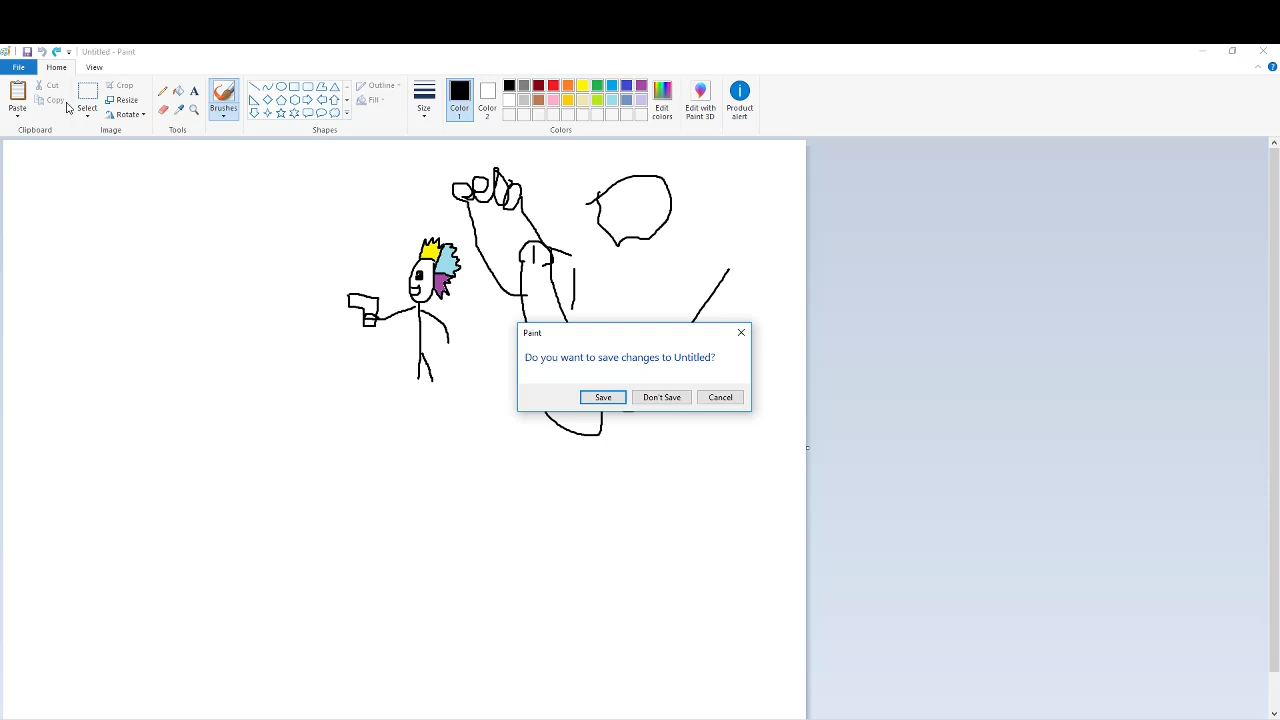 Untitled - Paint
File Home View
Paste
Cut
Copy
Clipboard
Select
Crop
Resize
Rotate
Image
A
Tools
Brushes
Shapes
Outline
Fill
Size
Color 1
Color 2
Edit colors
Colors
Edit with Paint 3D
Product alert
Paint
Do you want to save changes to Untitled?
Save Don't Save Cancel